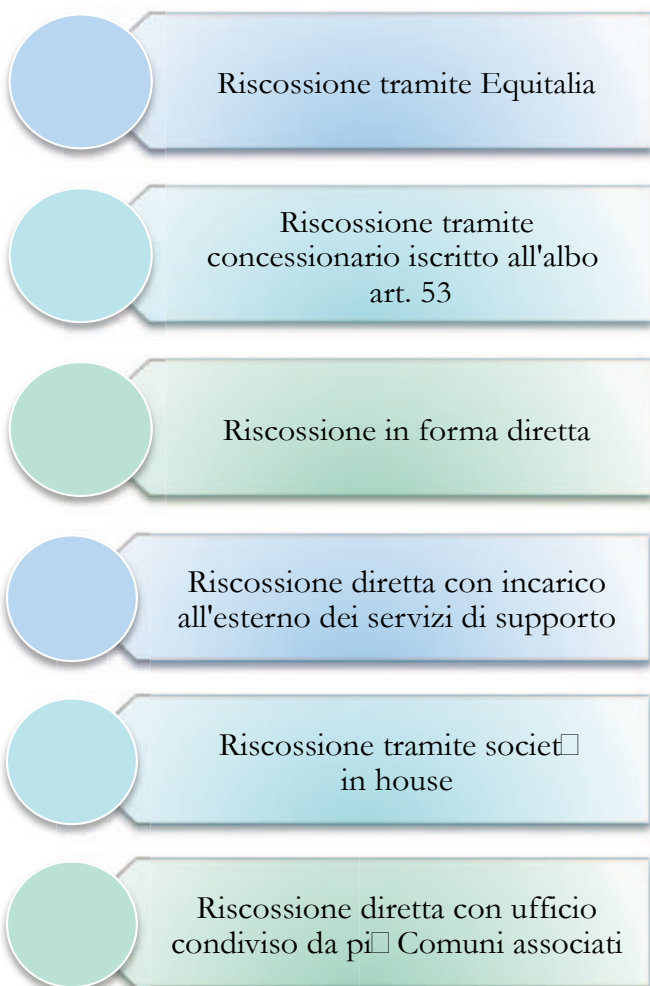 Riscossione tramite Equitalia
Riscossione tramite
concessionario iscritto all'albo
art. 53
Riscossione in forma diretta
Riscossione diretta con incarico
all'esterno dei servizi di supporto
Riscossione tramite societ□
in house
Riscossione diretta con ufficio
condiviso da pi□ Comuni associati